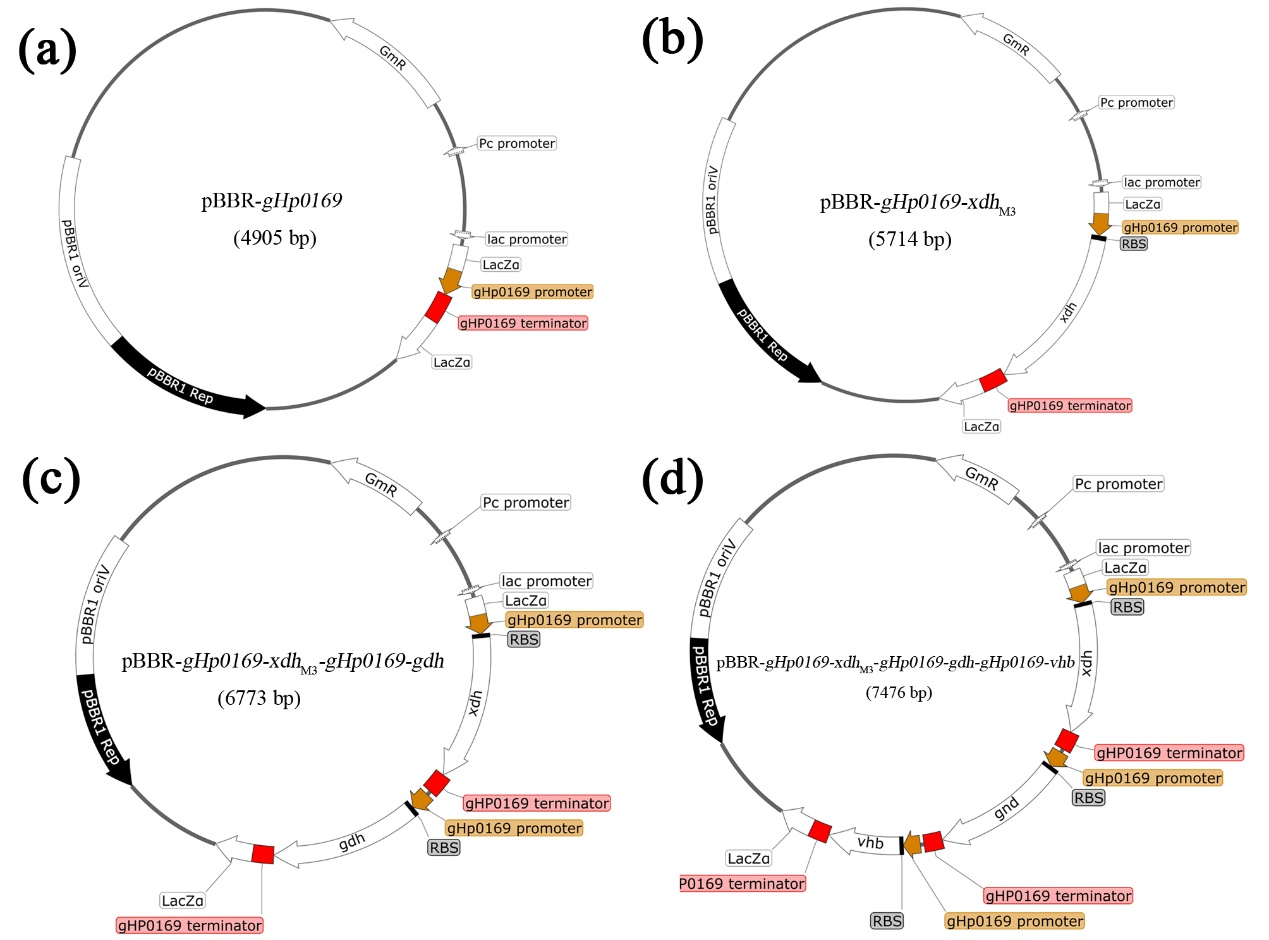 (a)
GmR
Pc promoter
pBBR-gHp0169
(4905 bp)
lac promoter
LacZα
gHp0169 promoter
gHP0169 terminator
LacZα
pBBR1 oriV
pBBR1 Rep
(b)
GmR
Pc promoter
pBBR-gHp0169-xdhM3
(5714 bp)
lac promoter
LacZα
gHp0169 promoter
RBS
xdh
gHP0169 terminator
LacZα
pBBR1 oriV
pBBR1 Rep
(c)
GmR
Pc promoter
lac promoter
LacZα
gHp0169 promoter
RBS
pBBR-gHp0169-xdhM3-gHp0169-gdh
(6773 bp)
xdh
gHP0169 terminator
gHp0169 promoter
RBS
gdh
LacZα
gHP0169 terminator
pBBR1 oriV
pBBR1 Rep
(d)
GmR
Pc promoter
lac promoter
LacZα
gHp0169 promoter
RBS
pBBR-gHp0169-xdhM3-gHp0169-gdh-gHp0169-vhb
(7476 bp)
xdh
gHP0169 terminator
gHp0169 promoter
RBS
gnd
vhb
LacZα
P0169 terminator
gHP0169 terminator
RBS
gHp0169 promoter
pBBR1 oriV
pBBR1 Rep